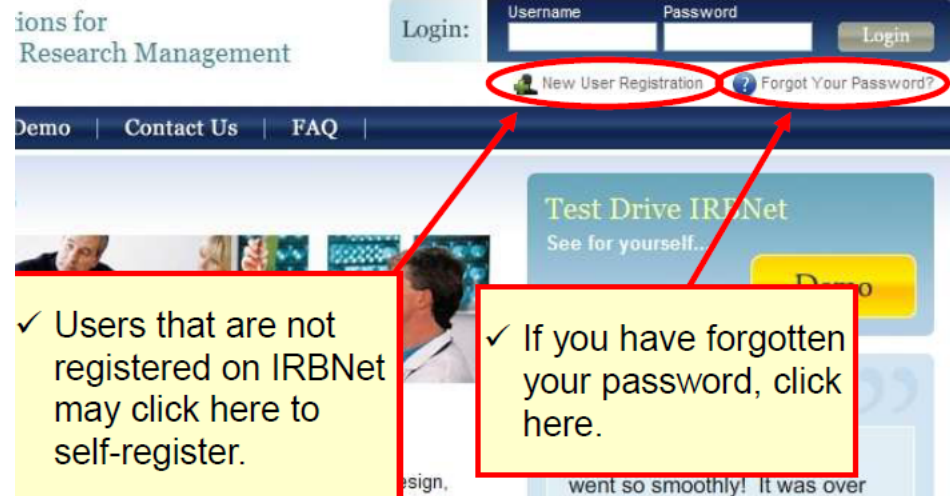 ions for
Research Management
Login:
Username Password
Login
New User Registration ? Forgot Your Password?
Demo | Contact Us | FAQ |
Test Drive IRBNet
See for yourself...
Demo
✓ Users that are not
registered on IRBNet
may click here to
self-register.
✓ If you have forgotten
your password, click
here.
esign,
went so smoothly! It was over